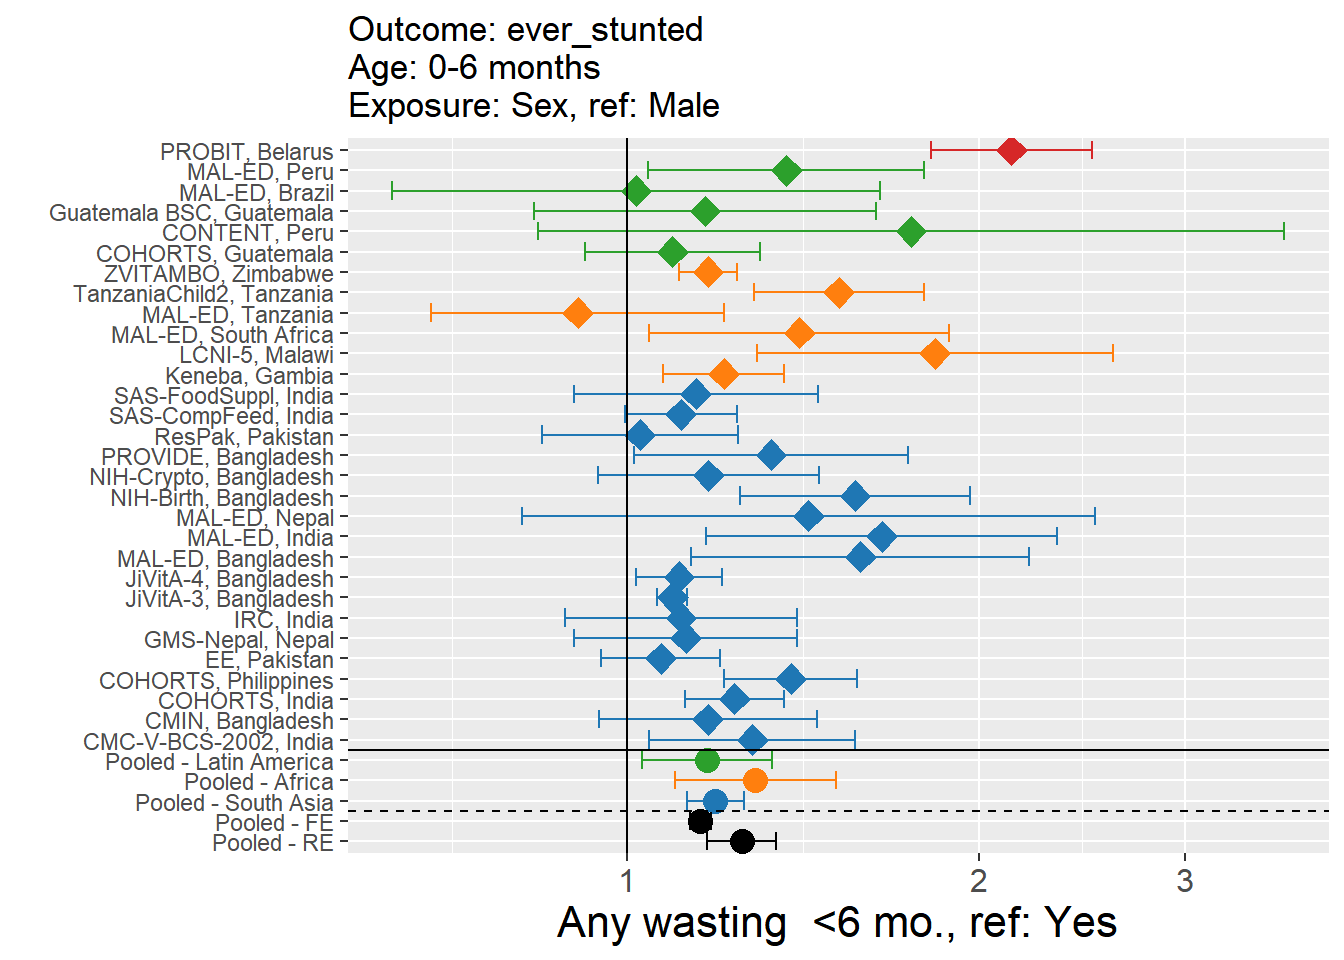 Outcome: ever_stunted
Age: 0-6 months
Exposure: Sex, ref: Male
PROBIT, Belarus
MAL-ED, Peru
MAL-ED, Brazil
Guatemala BSC, Guatemala
CONTENT, Peru
COHORTS, Guatemala
ZVITAMBO, Zimbabwe
TanzaniaChild2, Tanzania
MAL-ED, Tanzania
MAL-ED, South Africa
LCNI-5, Malawi
Keneba, Gambia
SAS-FoodSuppl, India
SAS-CompFeed, India
ResPak, Pakistan
PROVIDE, Bangladesh
NIH-Crypto, Bangladesh
NIH-Birth, Bangladesh
MAL-ED, Nepal
MAL-ED, India
MAL-ED, Bangladesh
JiVitA-4, Bangladesh
JiVitA-3, Bangladesh
IRC, India
GMS-Nepal, Nepal
EE, Pakistan
COHORTS, Philippines
COHORTS, India
CMIN, Bangladesh
CMC-V-BCS-2002, India
Pooled - Latin America
Pooled - Africa
Pooled - South Asia
Pooled - FE
Pooled - RE
1 2 3
Any wasting  <6 mo., ref: Yes